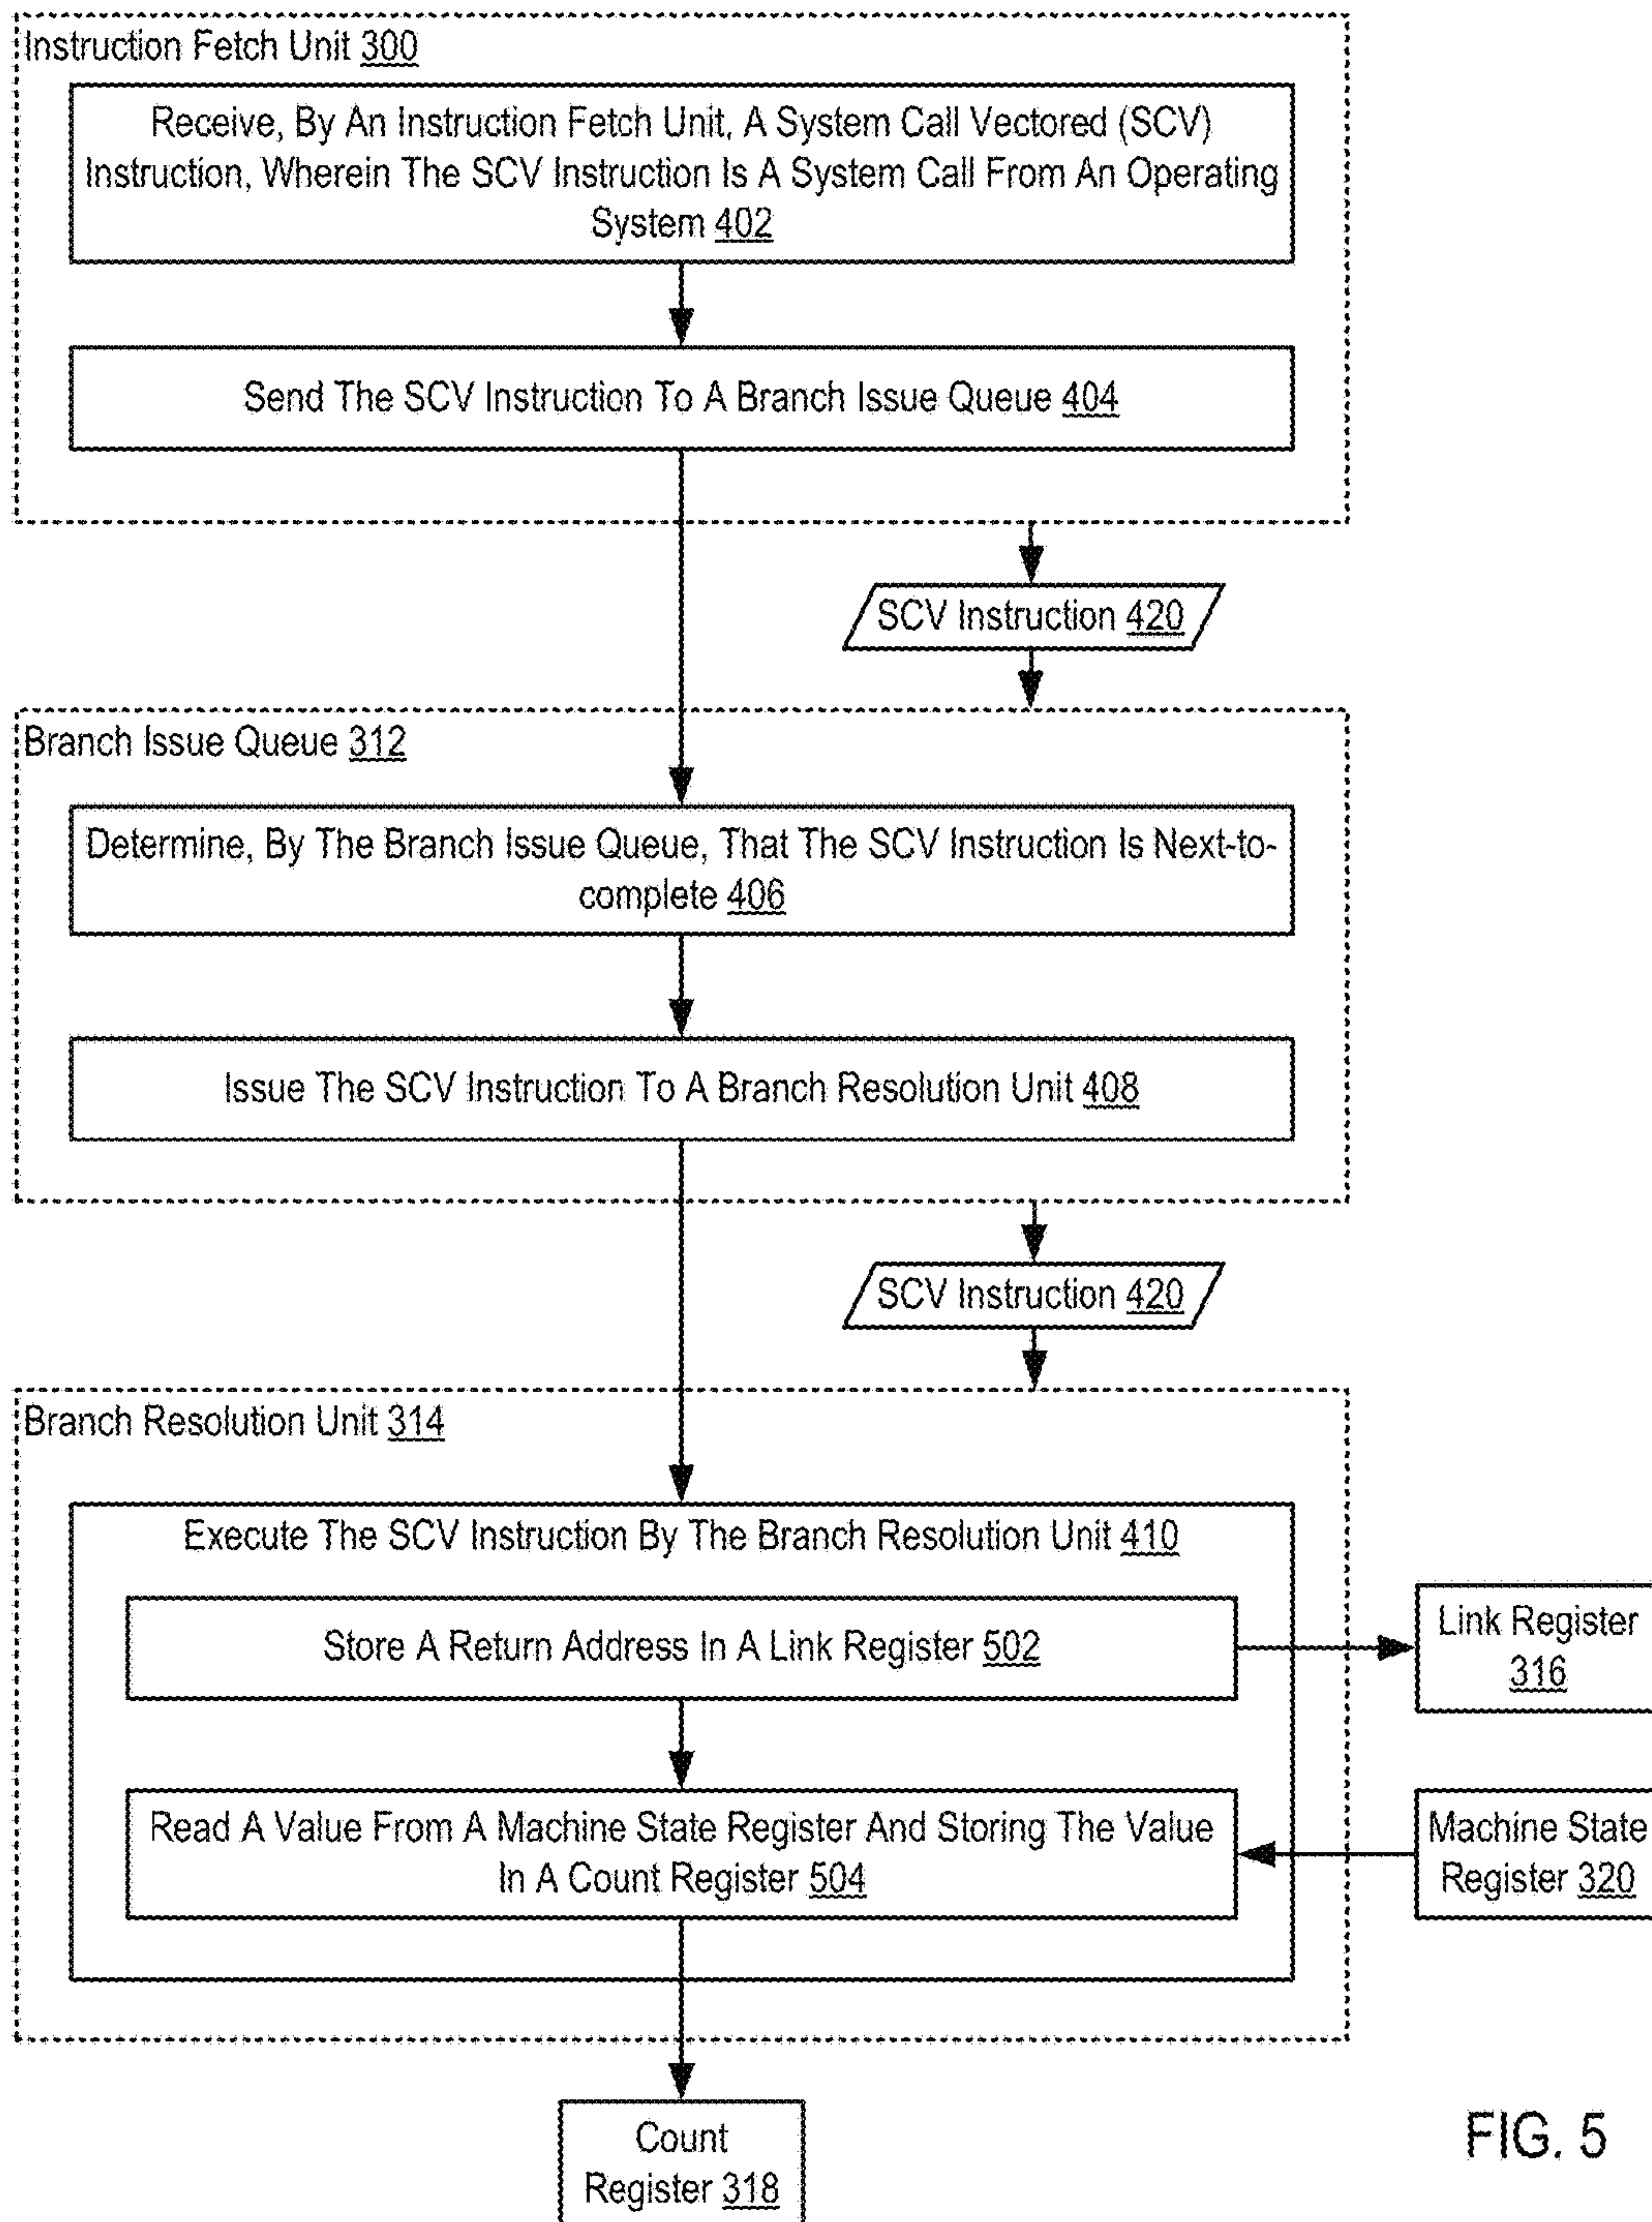 Instruction Fetch Unit 300
Receive, By An Instruction Fetch Unit, A System Call Vectored (SCV)
Instruction, Wherein The SCV Instruction Is A System Call From An Operating
System 402
Send The SCV Instruction To A Branch Issue Queue 404
SCV Instruction 420
Branch Issue Queue 312
Determine, By The Branch Issue Queue, That The SCV Instruction Is Next-to-
complete 406
Issue The SCV Instruction To A Branch Resolution Unit 408
SCV Instruction 420
Branch Resolution Unit 314
Execute The SCV Instruction By The Branch Resolution Unit 410
Store A Return Address In A Link Register 502
Link Register
316
Read A Value From A Machine State Register And Storing The Value
In A Count Register 504
Machine State
Register 320
Count
Register 318
FIG. 5